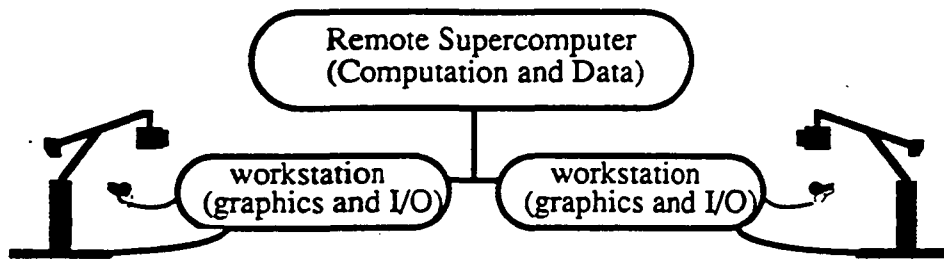 Remote Supercomputer
(Computation and Data)
workstation
(graphics and I/O)
workstation
(graphics and I/O)